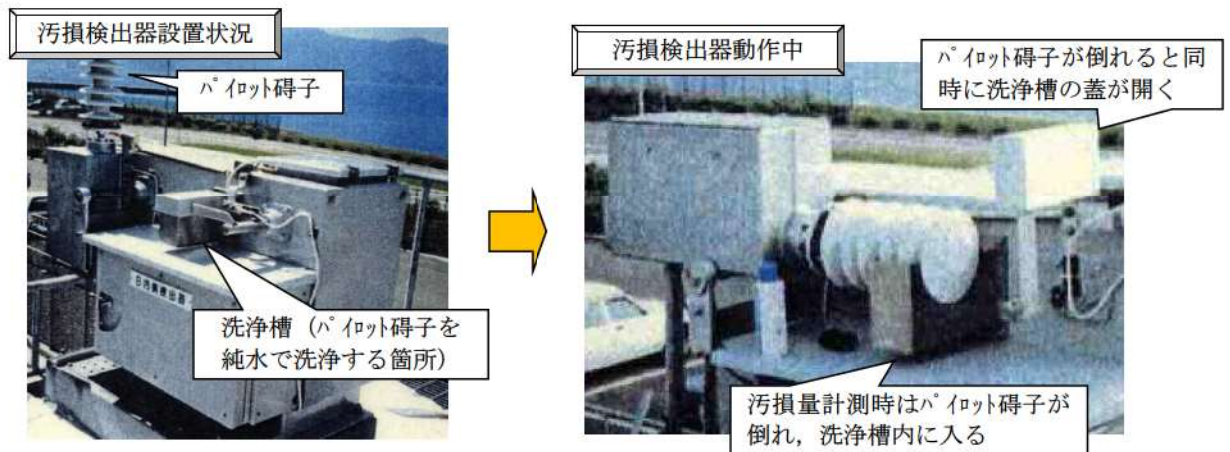 汚損検出器設置状況
ﾊﾟｲﾛｯﾄ碍子
洗浄槽（ﾊﾟｲﾛｯﾄ碍子を
純水で洗浄する箇所）
汚損検出器動作中
ﾊﾟｲﾛｯﾄ碍子が倒れると同
時に洗浄槽の蓋が開く
汚損量計測時はﾊﾟｲﾛｯﾄ碍子が
倒れ，洗浄槽内に入る